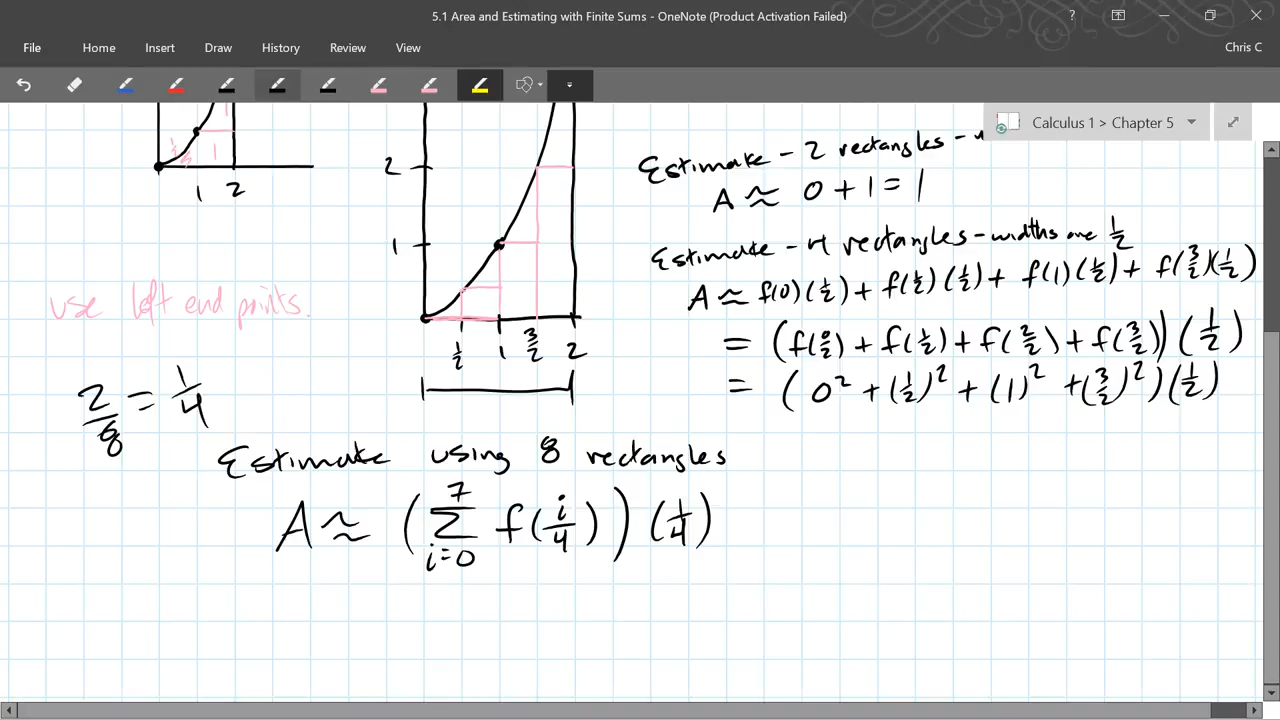 5.1 Area and Estimating with Finite Sums - OneNote (Product Activation Failed)
File Home Insert Draw History Review View Chris C
Calculus 1 > Chapter 5
1 2
1
2
1
1/2 1 3/2 2
use left end points.
2/8 = 1/4
Estimate - 2 rectangles -
A ≈ 0 + 1 = 1
Estimate - 4 rectangles - widths are 1/2
A ≈ f(0)(1/2) + f(1/2)(1/2) + f(1)(1/2) + f(3/2)(1/2)
= (f(0/2) + f(1/2) + f(2/2) + f(3/2))(1/2)
= (0² + (1/2)² + (1)² + (3/2)²)(1/2)
Estimate using 8 rectangles
A ≈ (∑_{i=0}^{7} f(i/4))(1/4)